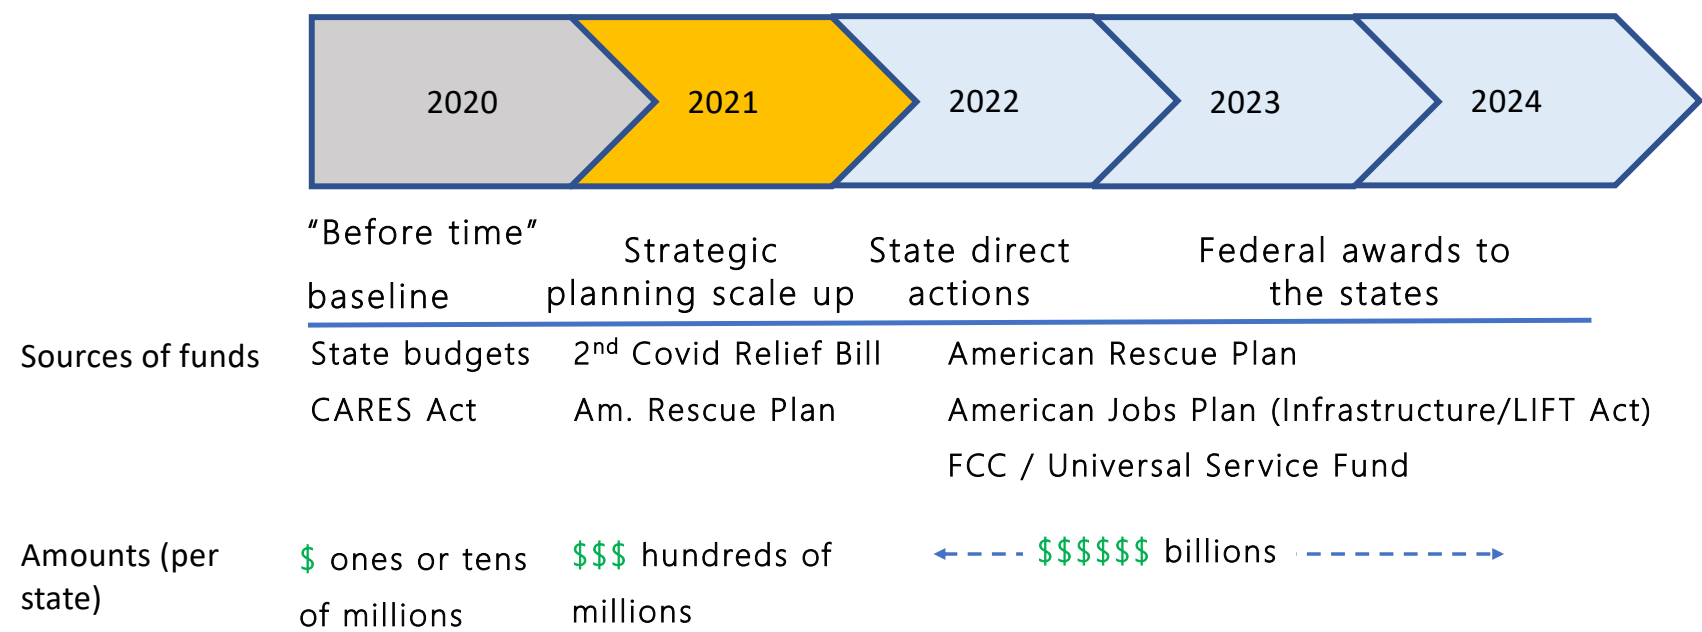 2020
2021
2022
2023
2024
“Before time”
baseline
Strategic
planning scale up
State direct
actions
Federal awards to
the states
Sources of funds
State budgets
CARES Act
2nd Covid Relief Bill
Am. Rescue Plan
American Rescue Plan
American Jobs Plan (Infrastructure/LIFT Act)
FCC / Universal Service Fund
Amounts (per
state)
$ ones or tens
of millions
$$$ hundreds of
millions
$$$$$$ billions